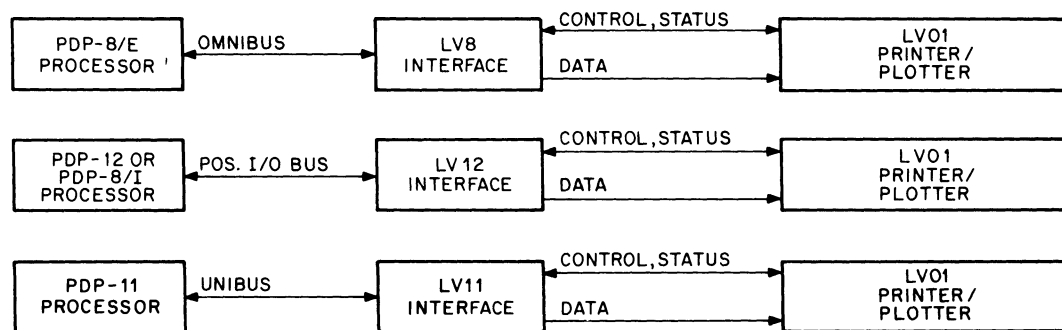 PDP-8/E
PROCESSOR
OMNIBUS
LV8
INTERFACE
CONTROL, STATUS
DATA
LV01
PRINTER/
PLOTTER
PDP-12 OR
PDP-8/I
PROCESSOR
POS. I/O BUS
LV12
INTERFACE
CONTROL, STATUS
DATA
LV01
PRINTER/
PLOTTER
PDP-11
PROCESSOR
UNIBUS
LV11
INTERFACE
CONTROL, STATUS
DATA
LV01
PRINTER/
PLOTTER